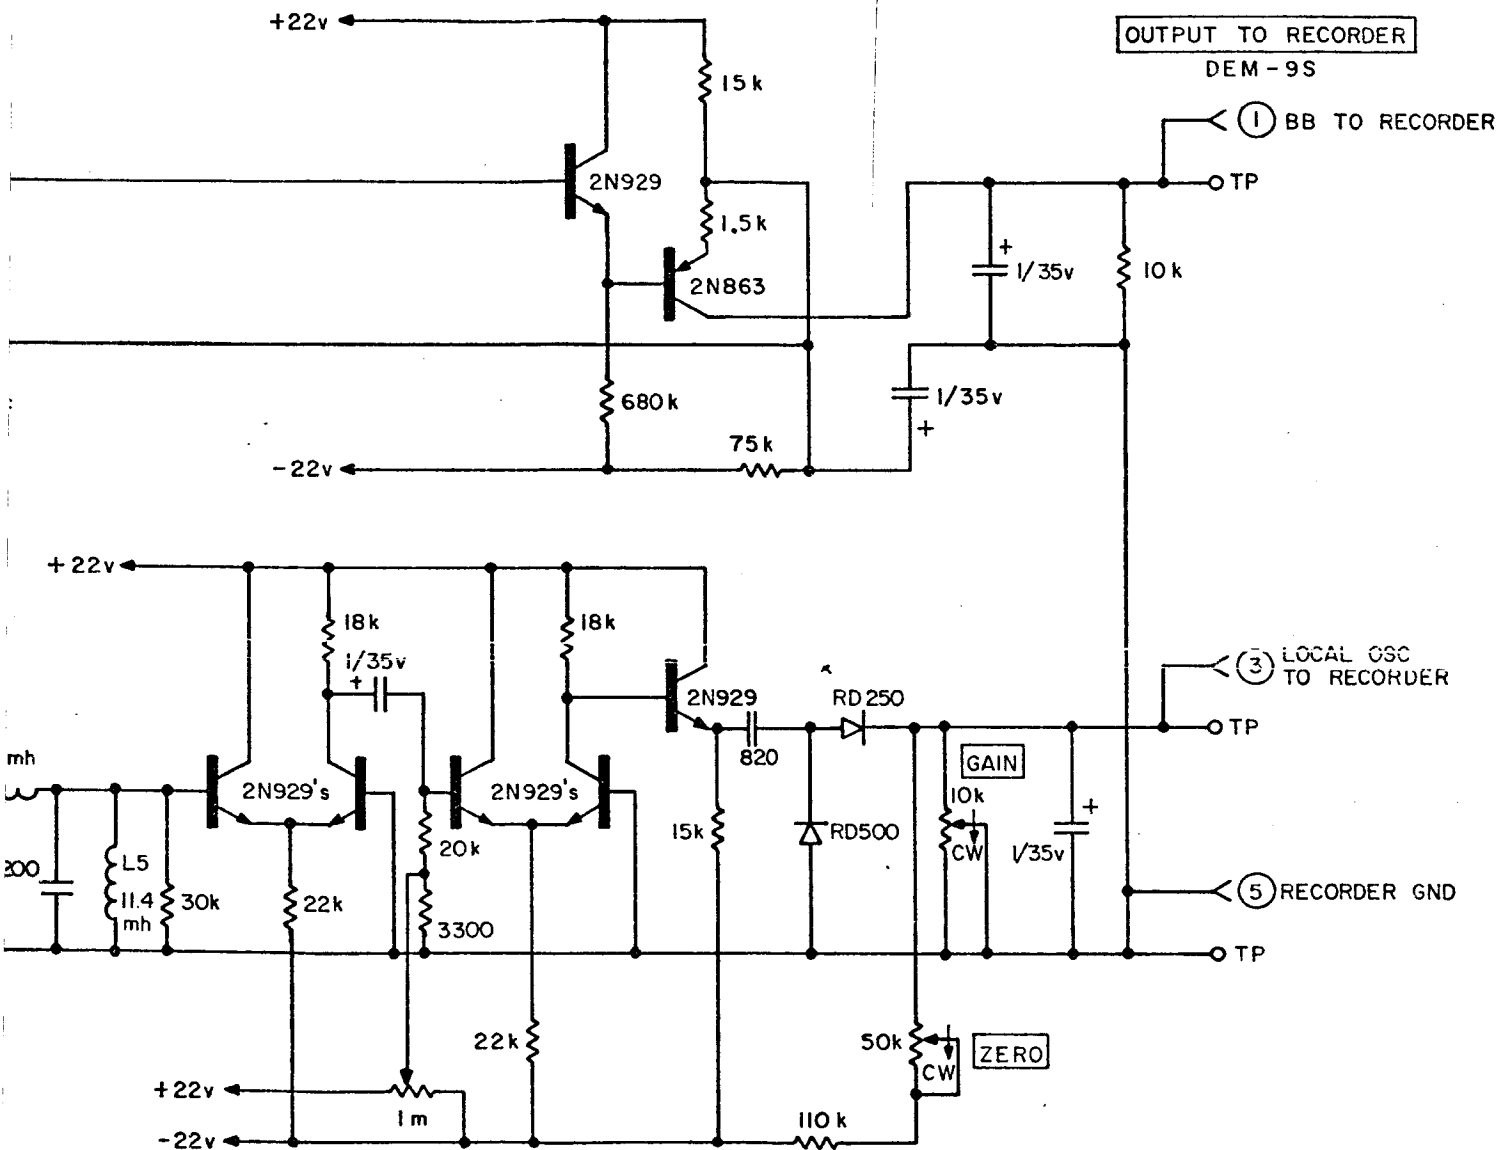 +22v
OUTPUT TO RECORDER
DEM-9S
15k
1 BB TO RECORDER
2N929
TP
1.5k
+
1/35v
10k
2N863
680k
1/35v
+
75k
-22v
+22v
18k
18k
1/35v
+
3 LOCAL OSC
TO RECORDER
2N929
RD250
TP
820
mh
GAIN
2N929's
2N929's
10k
+
15k
RD500
CW
1/35v
20k
200
L5
11.4
mh
30k
22k
3300
5 RECORDER GND
TP
22k
50k
CW
ZERO
+22v
1m
110k
-22v